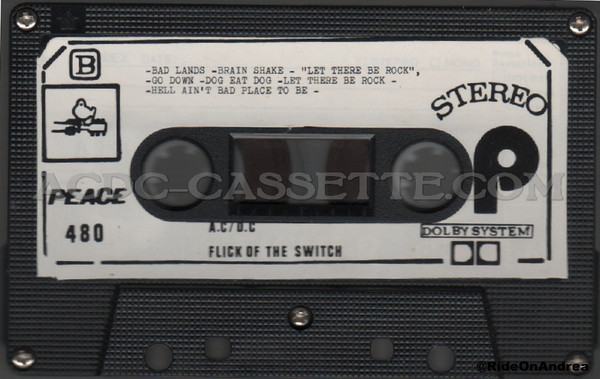 B
-BAD LANDS -BRAIN SHAKE - "LET THERE BE ROCK",
-GO DOWN -DOG EAT DOG -LET THERE BE ROCK -
-HELL AIN'T BAD PLACE TO BE -
STEREO
P
ACDC-CASSETTE.COM
PEACE
480
A.C/D.C
FLICK OF THE SWITCH
DOLBY SYSTEM
@RideOnAndrea